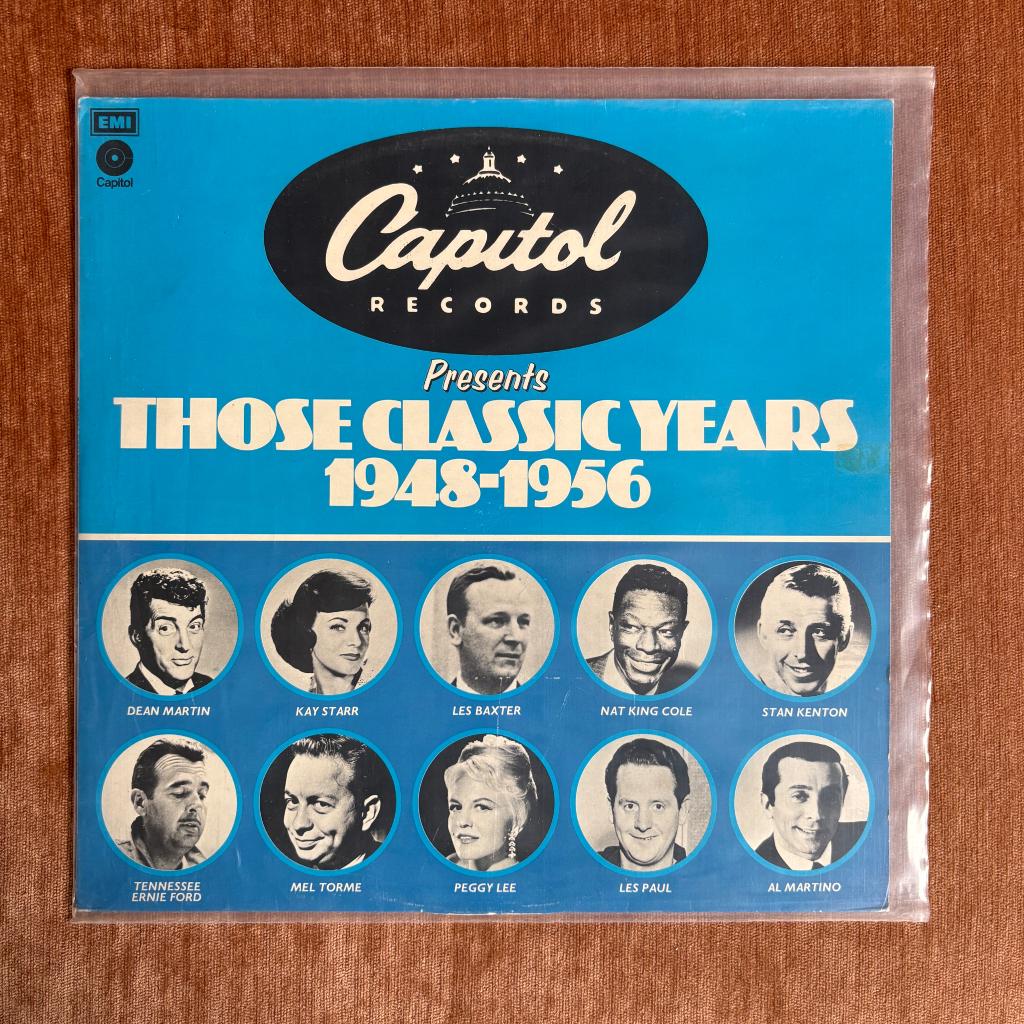 EMI
Capitol
Capitol
RECORDS
Presents
THOSE CLASSIC YEARS
1948-1956
DEAN MARTIN
KAY STARR
LES BAXTER
NAT KING COLE
STAN KENTON
TENNESSEE
ERNIE FORD
MEL TORME
PEGGY LEE
LES PAUL
AL MARTINO